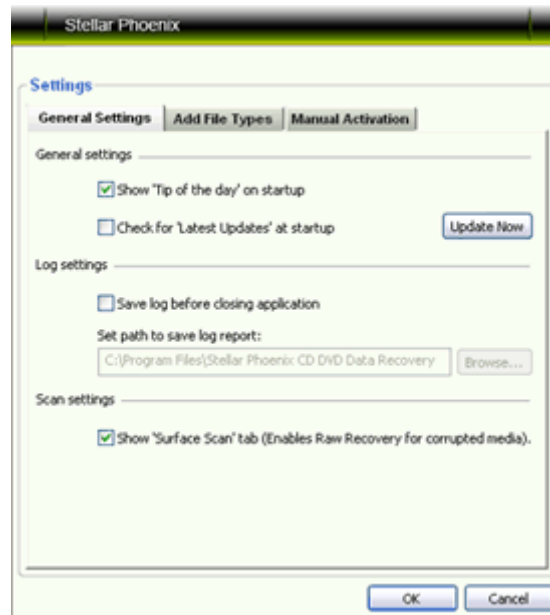 Stellar Phoenix
Settings
General Settings Add File Types Manual Activation
General settings
Show 'Tip of the day' on startup
Check for 'Latest Updates' at startup Update Now
Log settings
Save log before closing application
Set path to save log report:
C:\Program Files\Stellar Phoenix CD DVD Data Recovery Browse...
Scan settings
Show 'Surface Scan' tab (Enables Raw Recovery for corrupted media).
OK Cancel